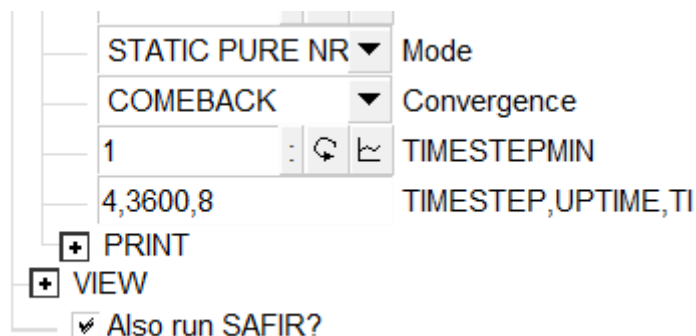 STATIC PURE NR Mode
COMEBACK Convergence
1 : TIMESTEPMIN
4,3600,8 TIMESTEP,UPTIME,TI
PRINT
VIEW
Also run SAFIR?